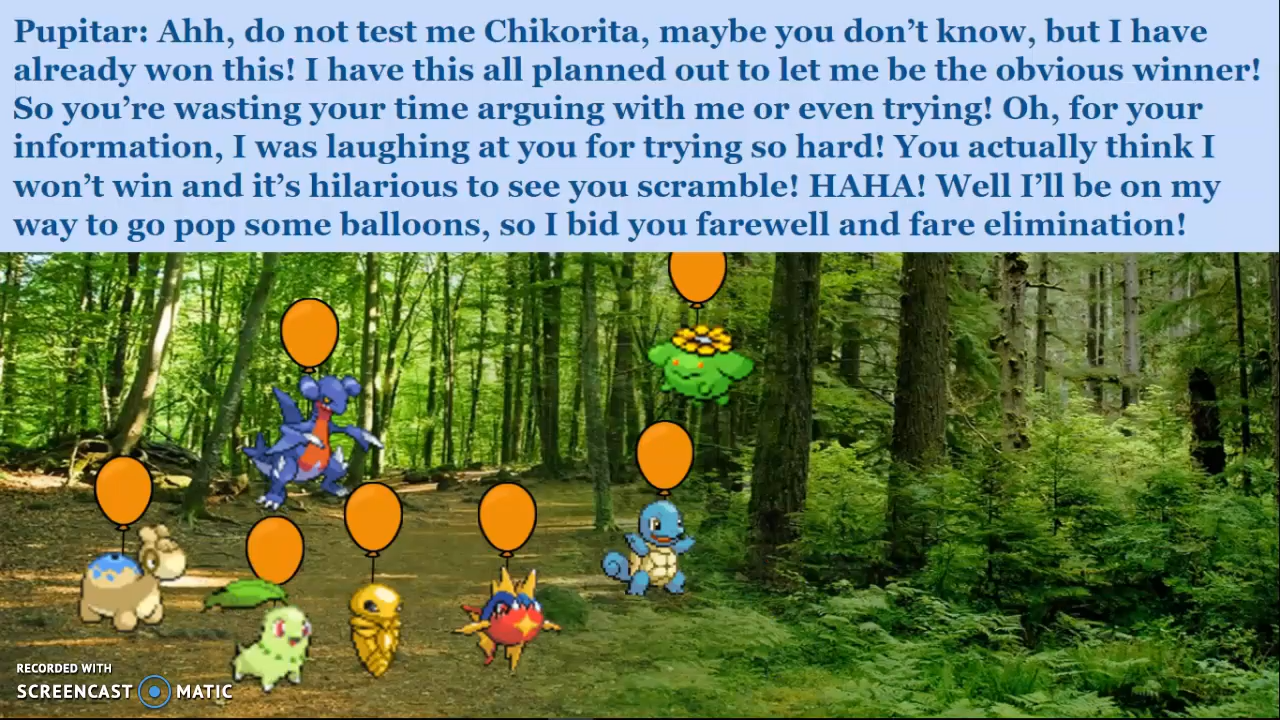 Pupitar: Ahh, do not test me Chikorita, maybe you don’t know, but I have
already won this! I have this all planned out to let me be the obvious winner!
So you’re wasting your time arguing with me or even trying! Oh, for your
information, I was laughing at you for trying so hard! You actually think I
won’t win and it’s hilarious to see you scramble! HAHA! Well I’ll be on my
way to go pop some balloons, so I bid you farewell and fare elimination!
RECORDED WITH
SCREENCAST MATIC